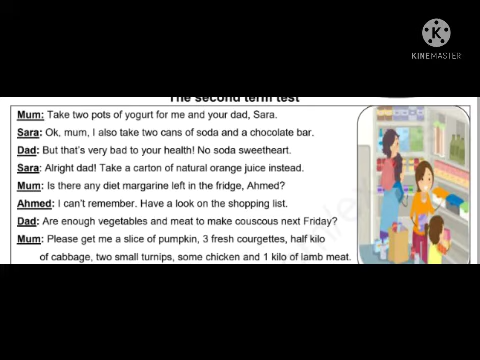 KINEMASTER
The second term test
Mum: Take two pots of yogurt for me and your dad, Sara.
Sara: Ok, mum, I also take two cans of soda and a chocolate bar.
Dad: But that's very bad to your health! No soda sweetheart.
Sara: Alright dad! Take a carton of natural orange juice instead.
Mum: Is there any diet margarine left in the fridge, Ahmed?
Ahmed: I can't remember. Have a look on the shopping list.
Dad: Are enough vegetables and meat to make couscous next Friday?
Mum: Please get me a slice of pumpkin, 3 fresh courgettes, half kilo
of cabbage, two small turnips, some chicken and 1 kilo of lamb meat.